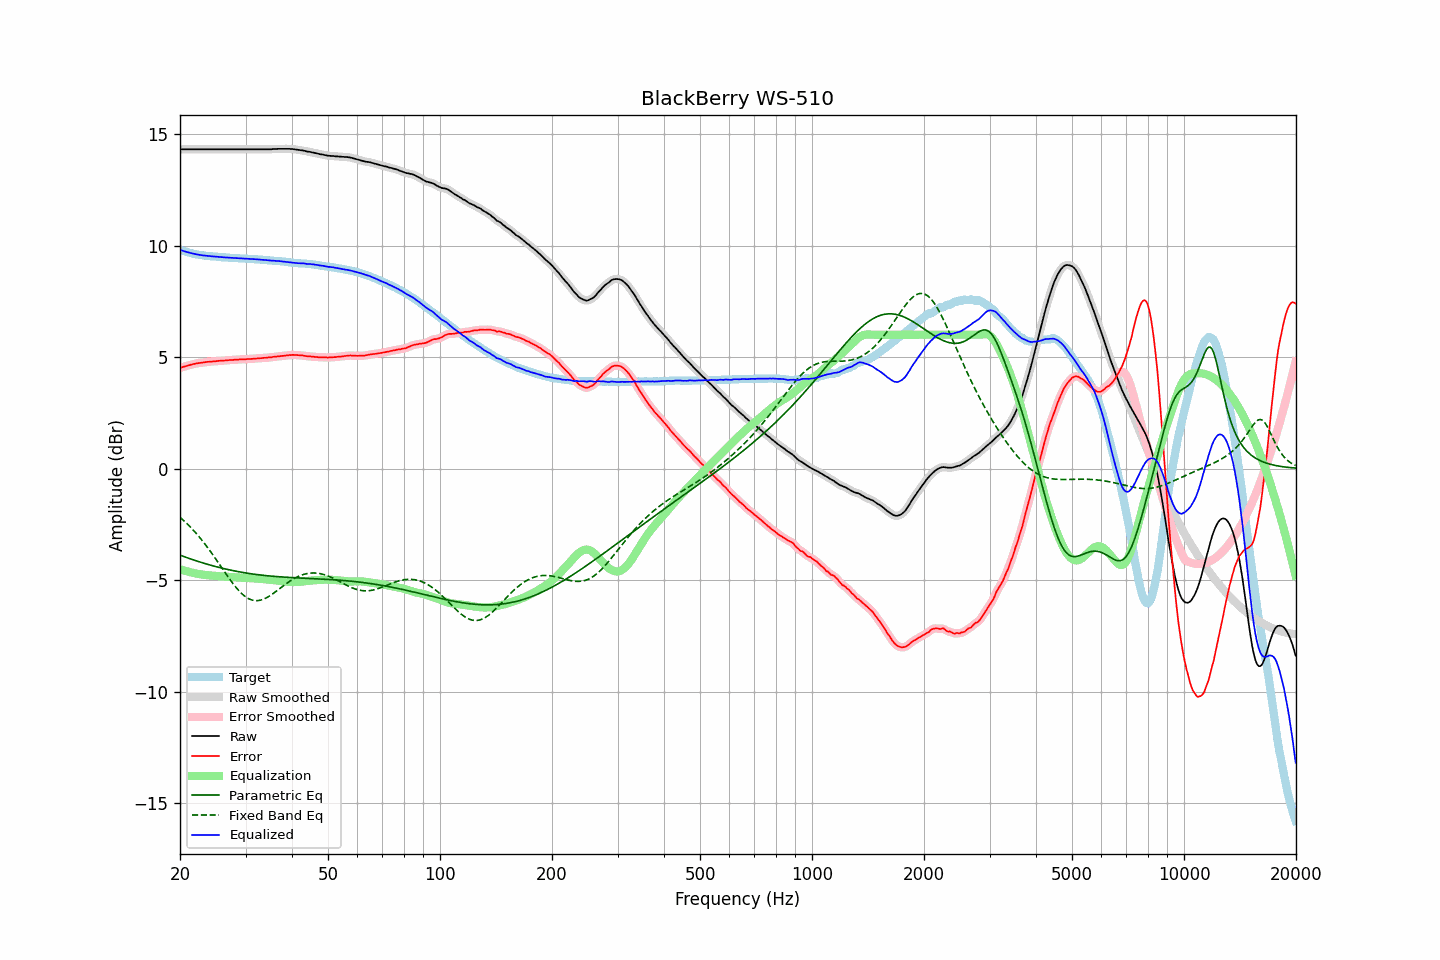 BlackBerry WS-510
Amplitude (dBr)
15
10
5
0
−5
−10
−15
Target
Raw Smoothed
Error Smoothed
Raw
Error
Equalization
Parametric Eq
Fixed Band Eq
Equalized
20 50 100 200 500 1000 2000 5000 10000 20000
Frequency (Hz)